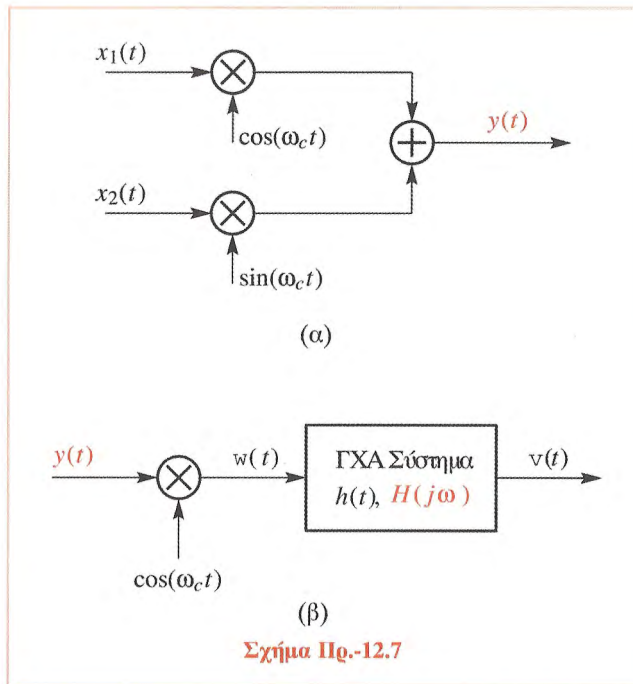 x₁(t)
cos(ω_c t)
y(t)
x₂(t)
sin(ω_c t)
(α)
y(t)
w(t)
ΓΧΑ Σύστημα
h(t), H(jω)
v(t)
cos(ω_c t)
(β)
Σχήμα Πρ.-12.7